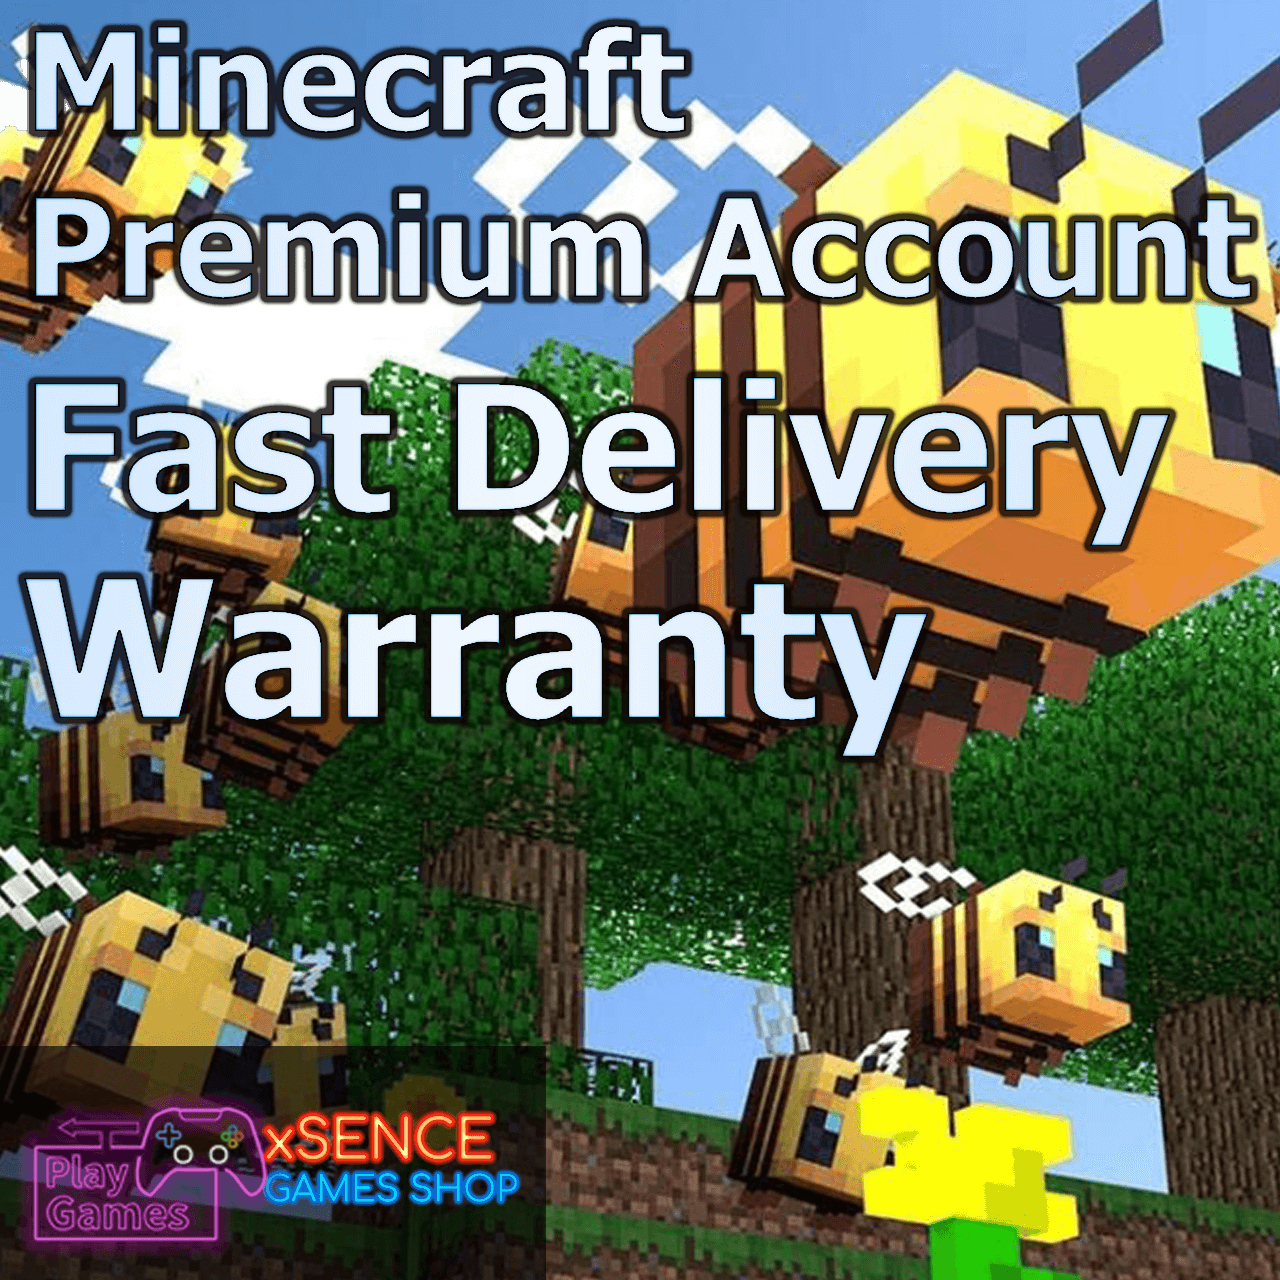 Minecraft
Premium Account
Fast Delivery
Warranty
Play
Games
xSENCE
GAMES SHOP